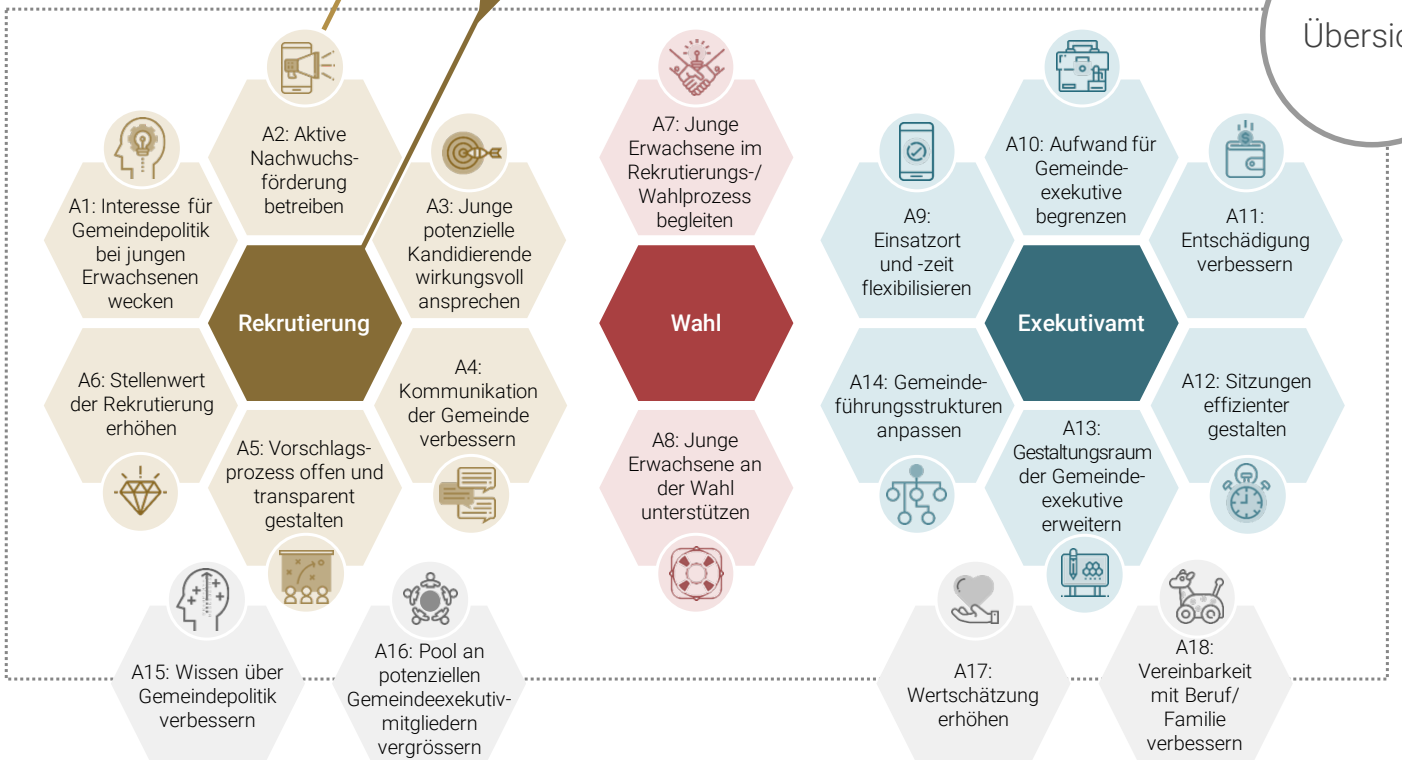 Übersic
A1: Interesse für
Gemeindepolitik
bei jungen
Erwachsenen
wecken
A2: Aktive
Nachwuchs-
förderung
betreiben
A3: Junge
potenzielle
Kandidierende
wirkungsvoll
ansprechen
Rekrutierung
A6: Stellenwert
der Rekrutierung
erhöhen
A5: Vorschlags-
prozess offen und
transparent
gestalten
A4:
Kommunikation
der Gemeinde
verbessern
A7: Junge
Erwachsene im
Rekrutierungs-/
Wahlprozess
begleiten
Wahl
A8: Junge
Erwachsene an
der Wahl
unterstützen
A9:
Einsatzort
und -zeit
flexibilisieren
A10: Aufwand für
Gemeinde-
exekutive
begrenzen
A11:
Entschädigung
verbessern
Exekutivamt
A14: Gemeinde-
führungsstrukturen
anpassen
A13:
Gestaltungsraum
der Gemeinde-
exekutive
erweitern
A12: Sitzungen
effizienter
gestalten
A15: Wissen über
Gemeindepolitik
verbessern
A16: Pool an
potenziellen
Gemeindeexekutiv-
mitgliedern
vergrössern
A17:
Wertschätzung
erhöhen
A18:
Vereinbarkeit
mit Beruf/
Familie
verbessern